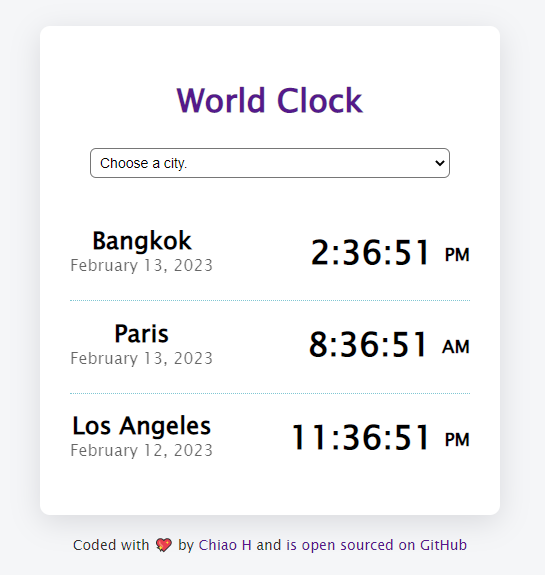 World Clock
Choose a city.
Bangkok
February 13, 2023
2:36:51 PM
Paris
February 13, 2023
8:36:51 AM
Los Angeles
February 12, 2023
11:36:51 PM
Coded with 💖 by Chiao H and is open sourced on GitHub